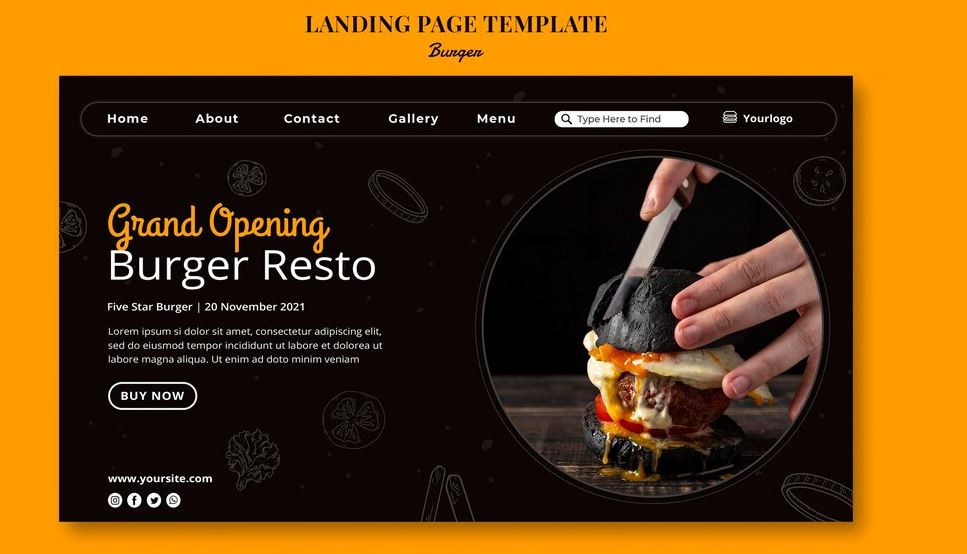 LANDING PAGE TEMPLATE
Burger
Home About Contact Gallery Menu Type Here to Find Yourlogo
Grand Opening
Burger Resto
Five Star Burger | 20 November 2021
Lorem ipsum si dolor sit amet, consectetur adipiscing elit,
sed do eiusmod tempor incididunt ut labore et dolorea ut
labore magna aliqua. Ut enim ad doto minim veniam
BUY NOW
www.yoursite.com